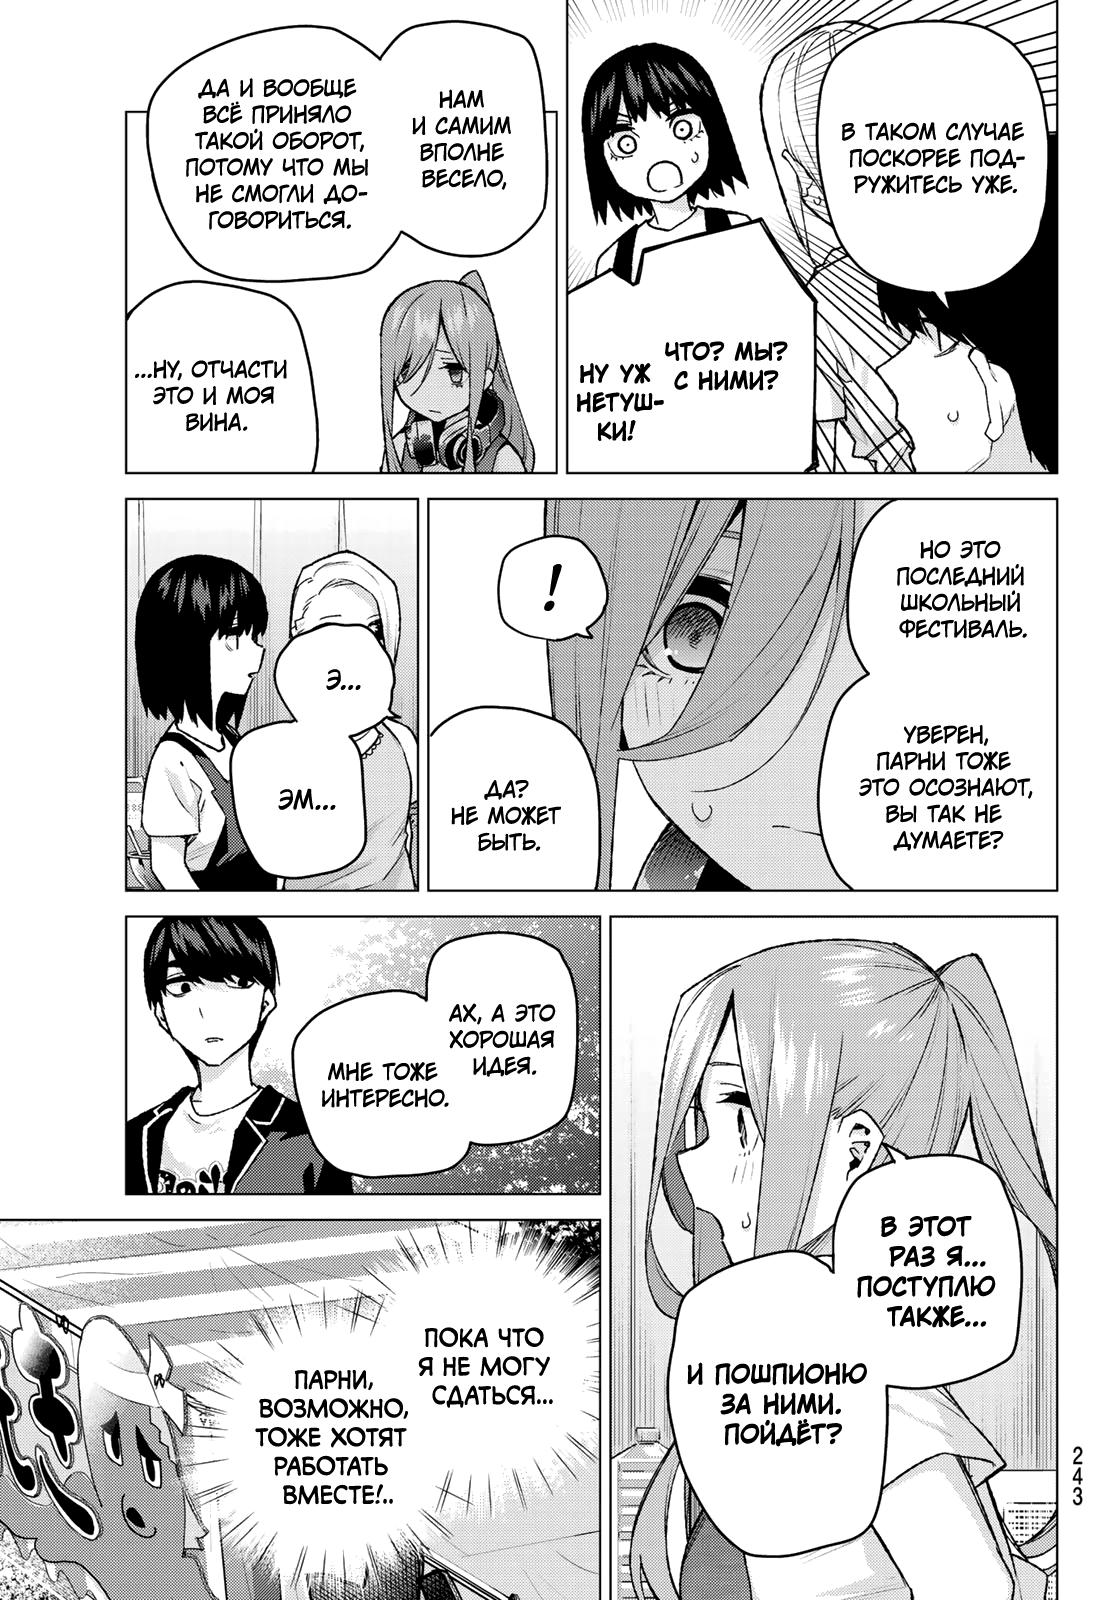 В ТАКОМ СЛУЧАЕ
ПОСКОРЕЕ ПОД-
РУЖИТЕСЬ УЖЕ.
ЧТО? МЫ?
С НИМИ?
НУ УЖ
НЕТУШ-
КИ!
НАМ
И САМИМ
ВПОЛНЕ
ВЕСЕЛО,
ДА И ВООБЩЕ
ВСЁ ПРИНЯЛО
ТАКОЙ ОБОРОТ,
ПОТОМУ ЧТО МЫ
НЕ СМОГЛИ ДО-
ГОВОРИТЬСЯ.
...НУ, ОТЧАСТИ
ЭТО И МОЯ
ВИНА.
НО ЭТО
ПОСЛЕДНИЙ
ШКОЛЬНЫЙ
ФЕСТИВАЛЬ.
УВЕРЕН,
ПАРНИ ТОЖЕ
ЭТО ОСОЗНАЮТ,
ВЫ ТАК НЕ
ДУМАЕТЕ?
!
ДА?
НЕ МОЖЕТ
БЫТЬ.
Э...
ЭМ...
В ЭТОТ
РАЗ Я...
ПОСТУПЛЮ
ТАКЖЕ...
И ПОШПИОНЮ
ЗА НИМИ.
ПОЙДЁТ?
АХ, А ЭТО
ХОРОШАЯ
ИДЕЯ.
МНЕ ТОЖЕ
ИНТЕРЕСНО.
ПОКА ЧТО
Я НЕ МОГУ
СДАТЬСЯ...
ПАРНИ,
ВОЗМОЖНО,
ТОЖЕ ХОТЯТ
РАБОТАТЬ
ВМЕСТЕ!..
243